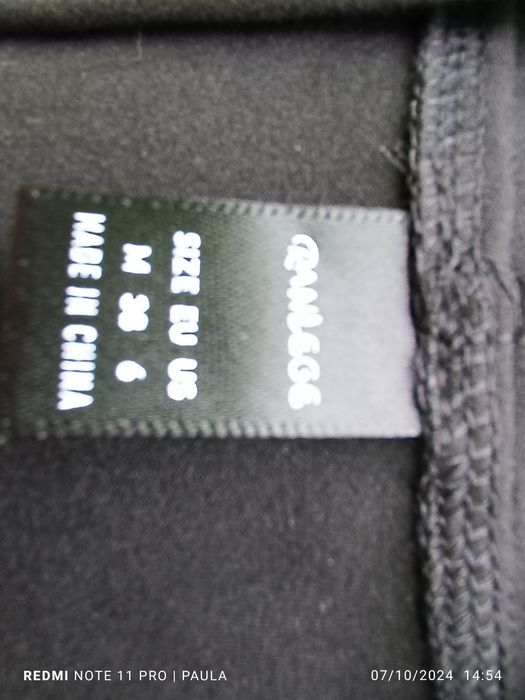 SIZE EU US
M 38 6
MADE IN CHINA
REDMI NOTE 11 PRO | PAULA
07/10/2024 14:54